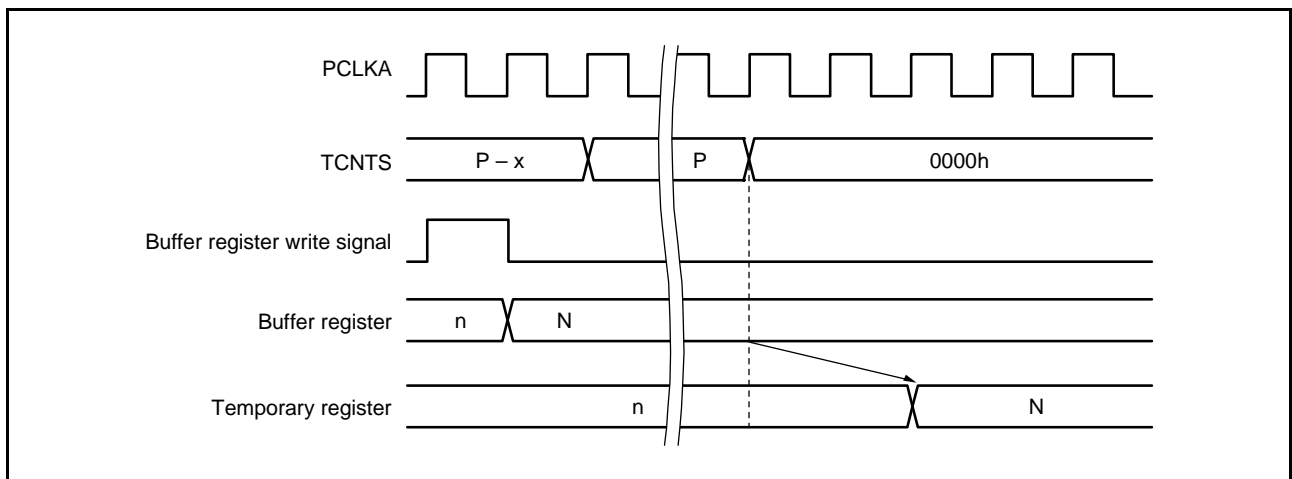 PCLKA
TCNTS P – x P 0000h
Buffer register write signal
Buffer register n N
Temporary register n N